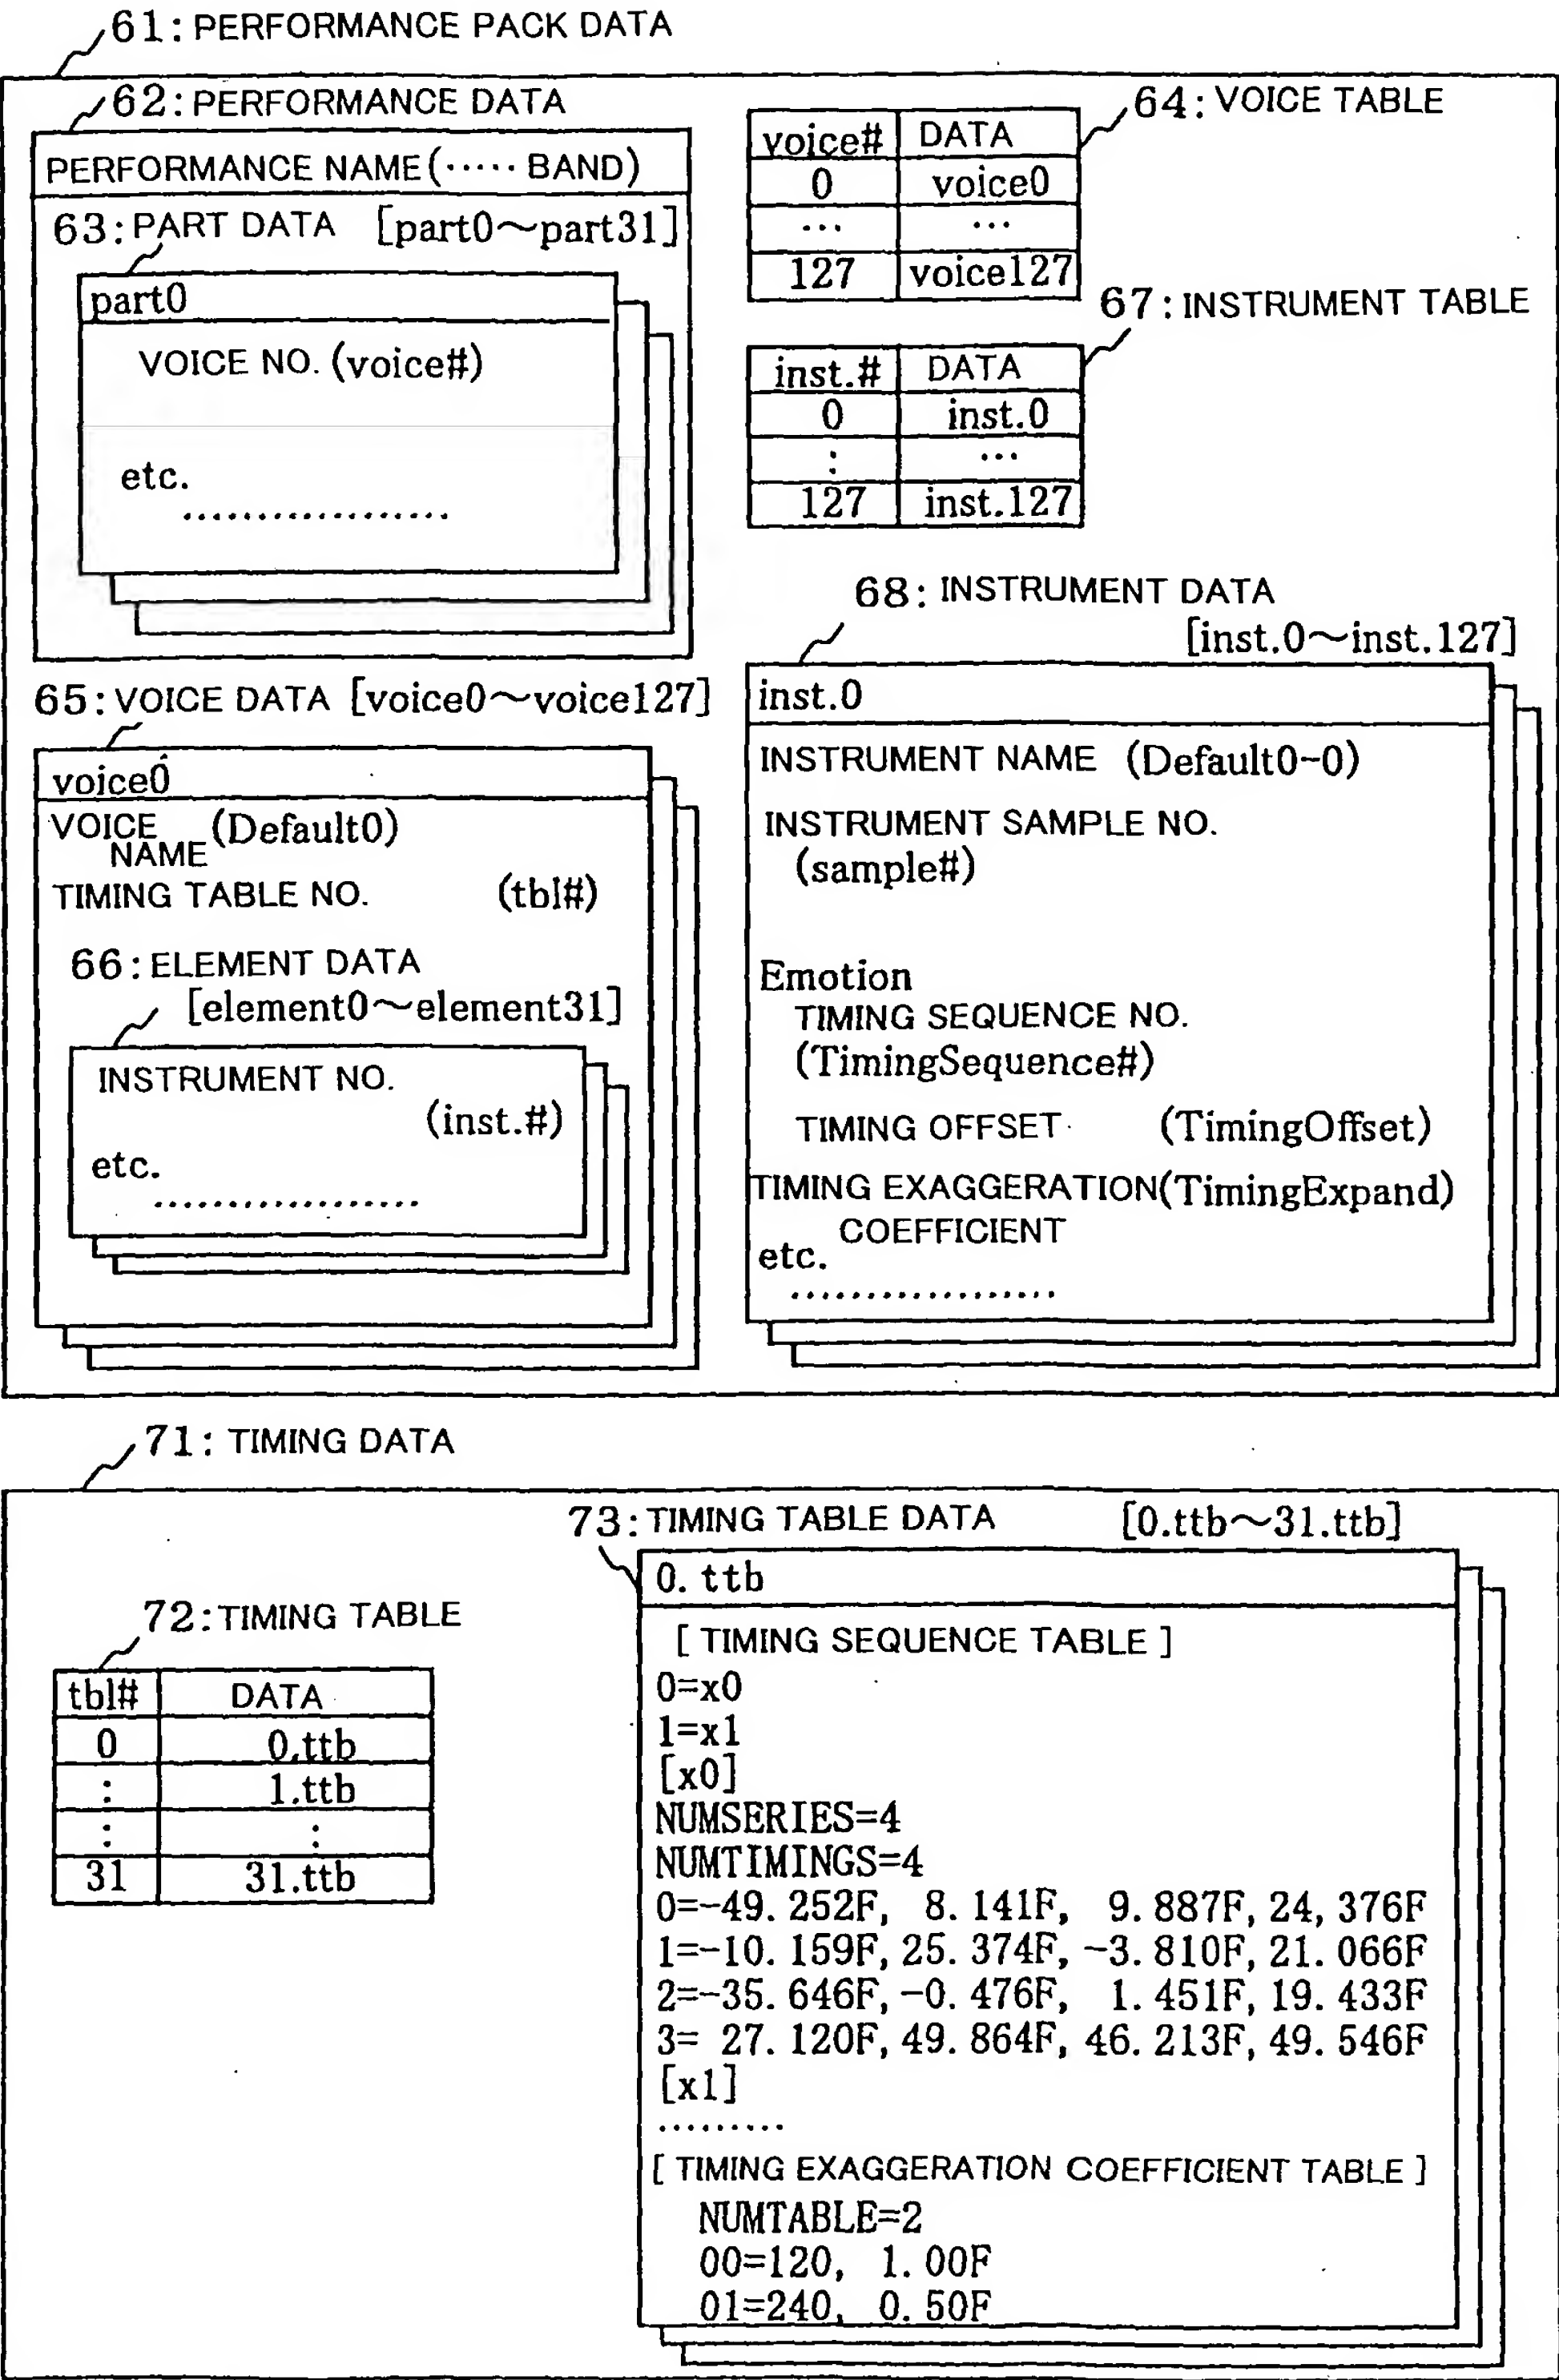 61: PERFORMANCE PACK DATA
62: PERFORMANCE DATA
PERFORMANCE NAME(····· BAND)
63: PART DATA [part0～part31]
part0
VOICE NO. (voice#)
etc.
··················
64: VOICE TABLE
voice# DATA
0 voice0
··· ···
127 voice127
67: INSTRUMENT TABLE
inst.# DATA
0 inst.0
: ···
127 inst.127
65: VOICE DATA [voice0～voice127]
voice0
VOICE NAME (Default0)
TIMING TABLE NO. (tbl#)
66: ELEMENT DATA
[element0～element31]
INSTRUMENT NO.
(inst.#)
etc.
··················
68: INSTRUMENT DATA
[inst.0～inst.127]
inst.0
INSTRUMENT NAME (Default0-0)
INSTRUMENT SAMPLE NO.
(sample#)
Emotion
TIMING SEQUENCE NO.
(TimingSequence#)
TIMING OFFSET (TimingOffset)
TIMING EXAGGERATION(TimingExpand)
COEFFICIENT
etc.
··················
71: TIMING DATA
72: TIMING TABLE
tbl# DATA
0 0.ttb
: 1.ttb
: :
31 31.ttb
73: TIMING TABLE DATA [0.ttb～31.ttb]
0. ttb
[ TIMING SEQUENCE TABLE ]
0=x0
1=x1
[x0]
NUMSERIES=4
NUMTIMINGS=4
0=-49. 252F, 8. 141F, 9. 887F, 24, 376F
1=-10. 159F, 25. 374F, -3. 810F, 21. 066F
2=-35. 646F, -0. 476F, 1. 451F, 19. 433F
3= 27. 120F, 49. 864F, 46. 213F, 49. 546F
[x1]
·········
[ TIMING EXAGGERATION COEFFICIENT TABLE ]
NUMTABLE=2
00=120, 1. 00F
01=240, 0. 50F